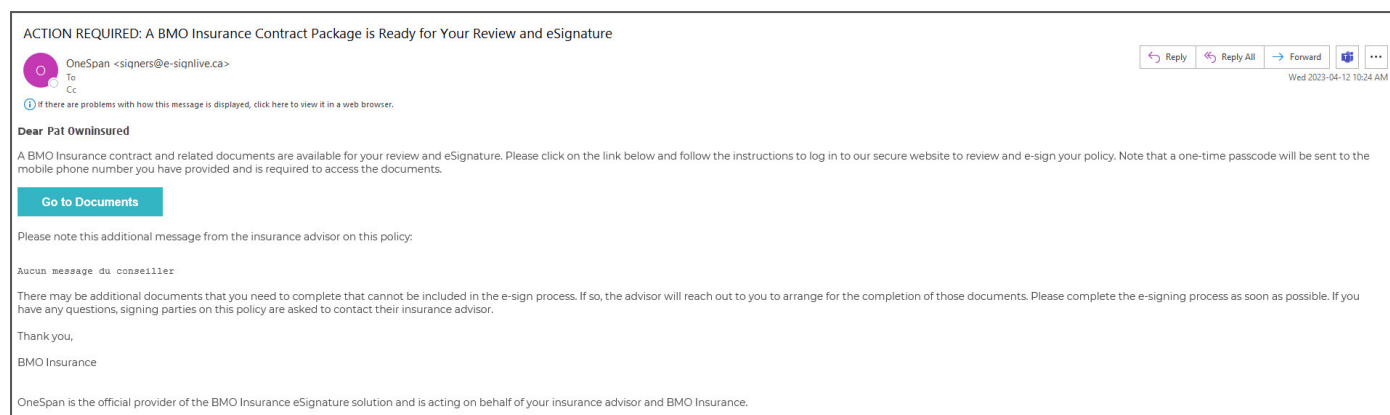 ACTION REQUIRED: A BMO Insurance Contract Package is Ready for Your Review and eSignature
O
OneSpan <signers@e-signlive.ca>
To
Cc
Reply
Reply All
Forward
Wed 2023-04-12 10:24 AM
If there are problems with how this message is displayed, click here to view it in a web browser.
Dear Pat Owninsured
A BMO Insurance contract and related documents are available for your review and eSignature. Please click on the link below and follow the instructions to log in to our secure website to review and e-sign your policy. Note that a one-time passcode will be sent to the
mobile phone number you have provided and is required to access the documents.
Go to Documents
Please note this additional message from the insurance advisor on this policy:
Aucun message du conseiller
There may be additional documents that you need to complete that cannot be included in the e-sign process. If so, the advisor will reach out to you to arrange for the completion of those documents. Please complete the e-signing process as soon as possible. If you
have any questions, signing parties on this policy are asked to contact their insurance advisor.
Thank you,
BMO Insurance
OneSpan is the official provider of the BMO Insurance eSignature solution and is acting on behalf of your insurance advisor and BMO Insurance.